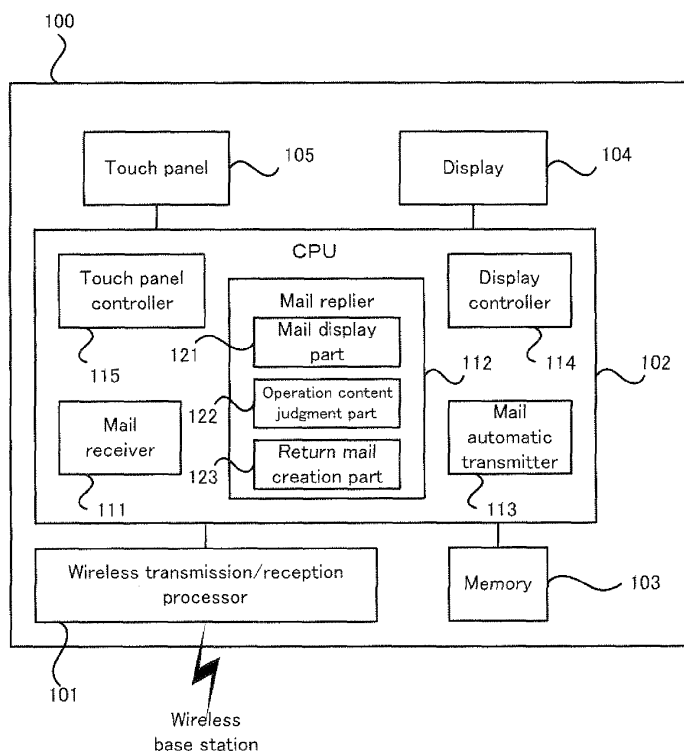 100
Touch panel
105
Display
104
CPU
Touch panel
controller
115
Mail replier
Mail display
part
121
Operation content
judgment part
122
Return mail
creation part
123
112
Display
controller
114
102
Mail
receiver
111
Mail
automatic
transmitter
113
Wireless transmission/reception
processor
101
Memory
103
Wireless
base station